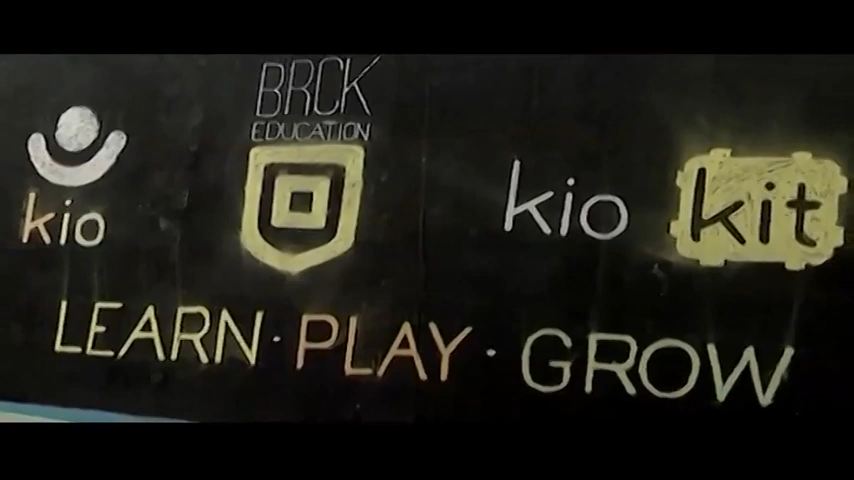 BRCK
EDUCATION
kio
kio kit
LEARN · PLAY · GROW